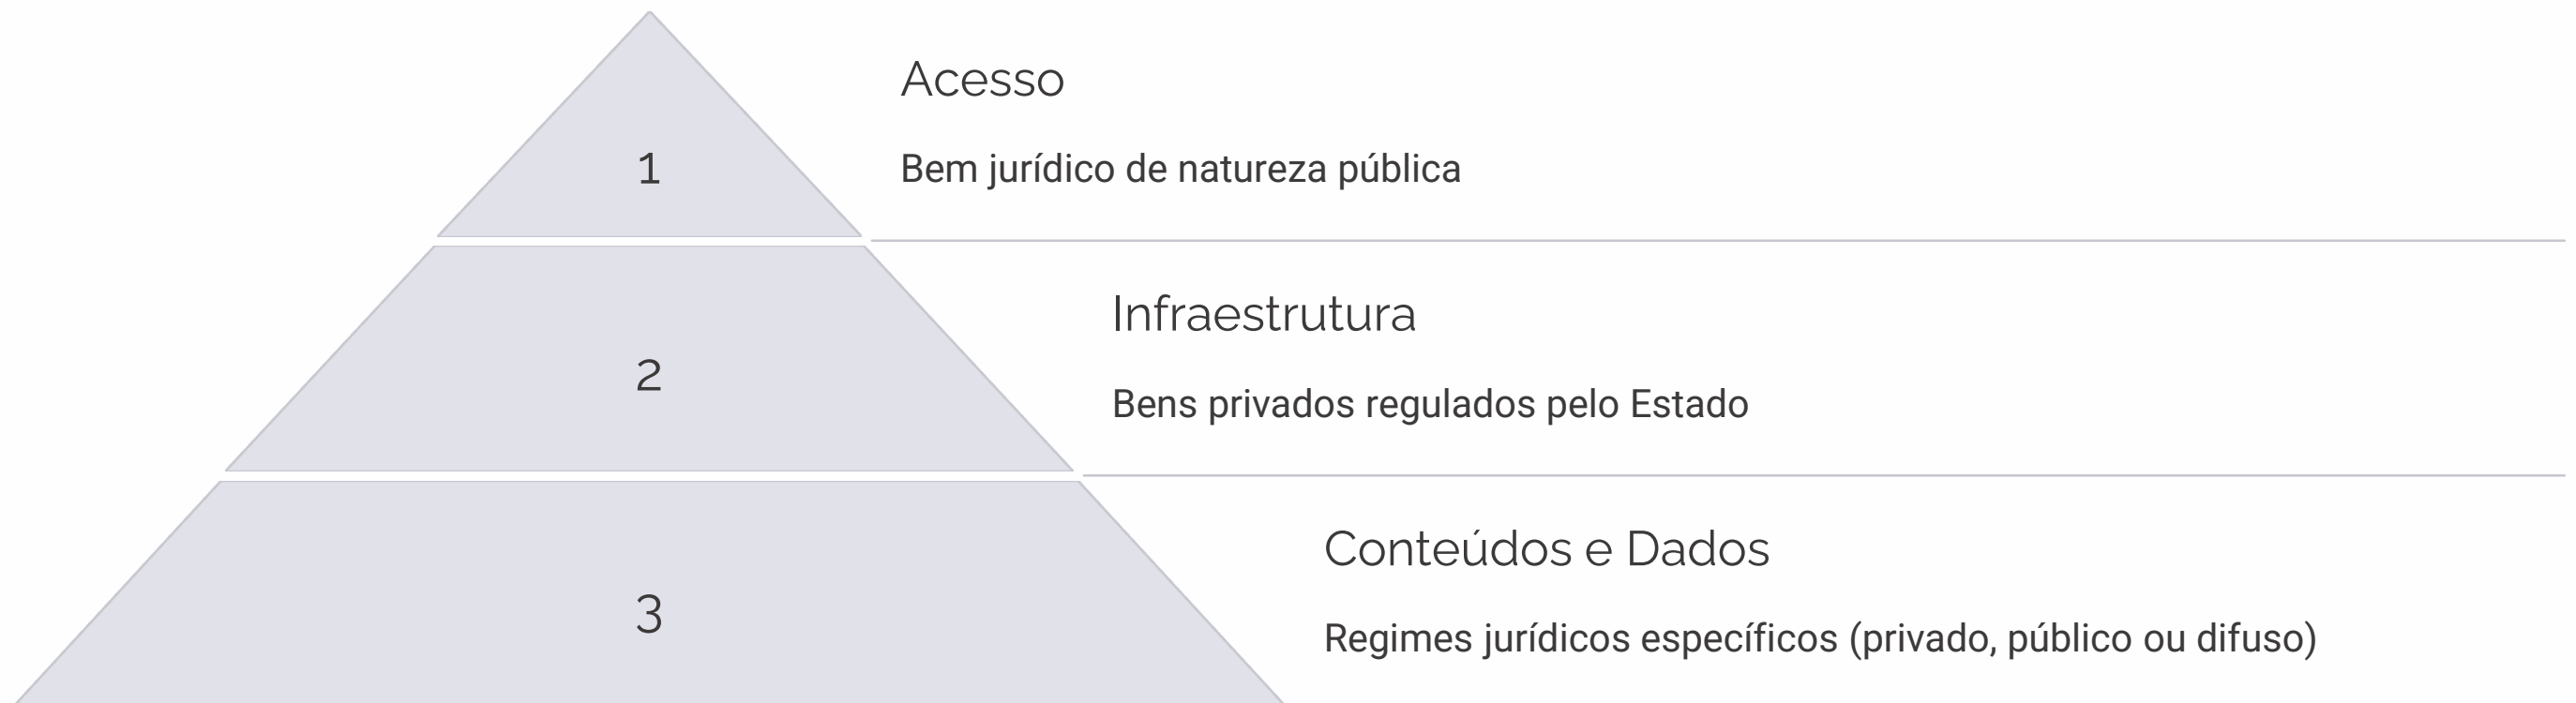 Acesso
1
Bem jurídico de natureza pública
Infraestrutura
2
Bens privados regulados pelo Estado
Conteúdos e Dados
3
Regimes jurídicos específicos (privado, público ou difuso)